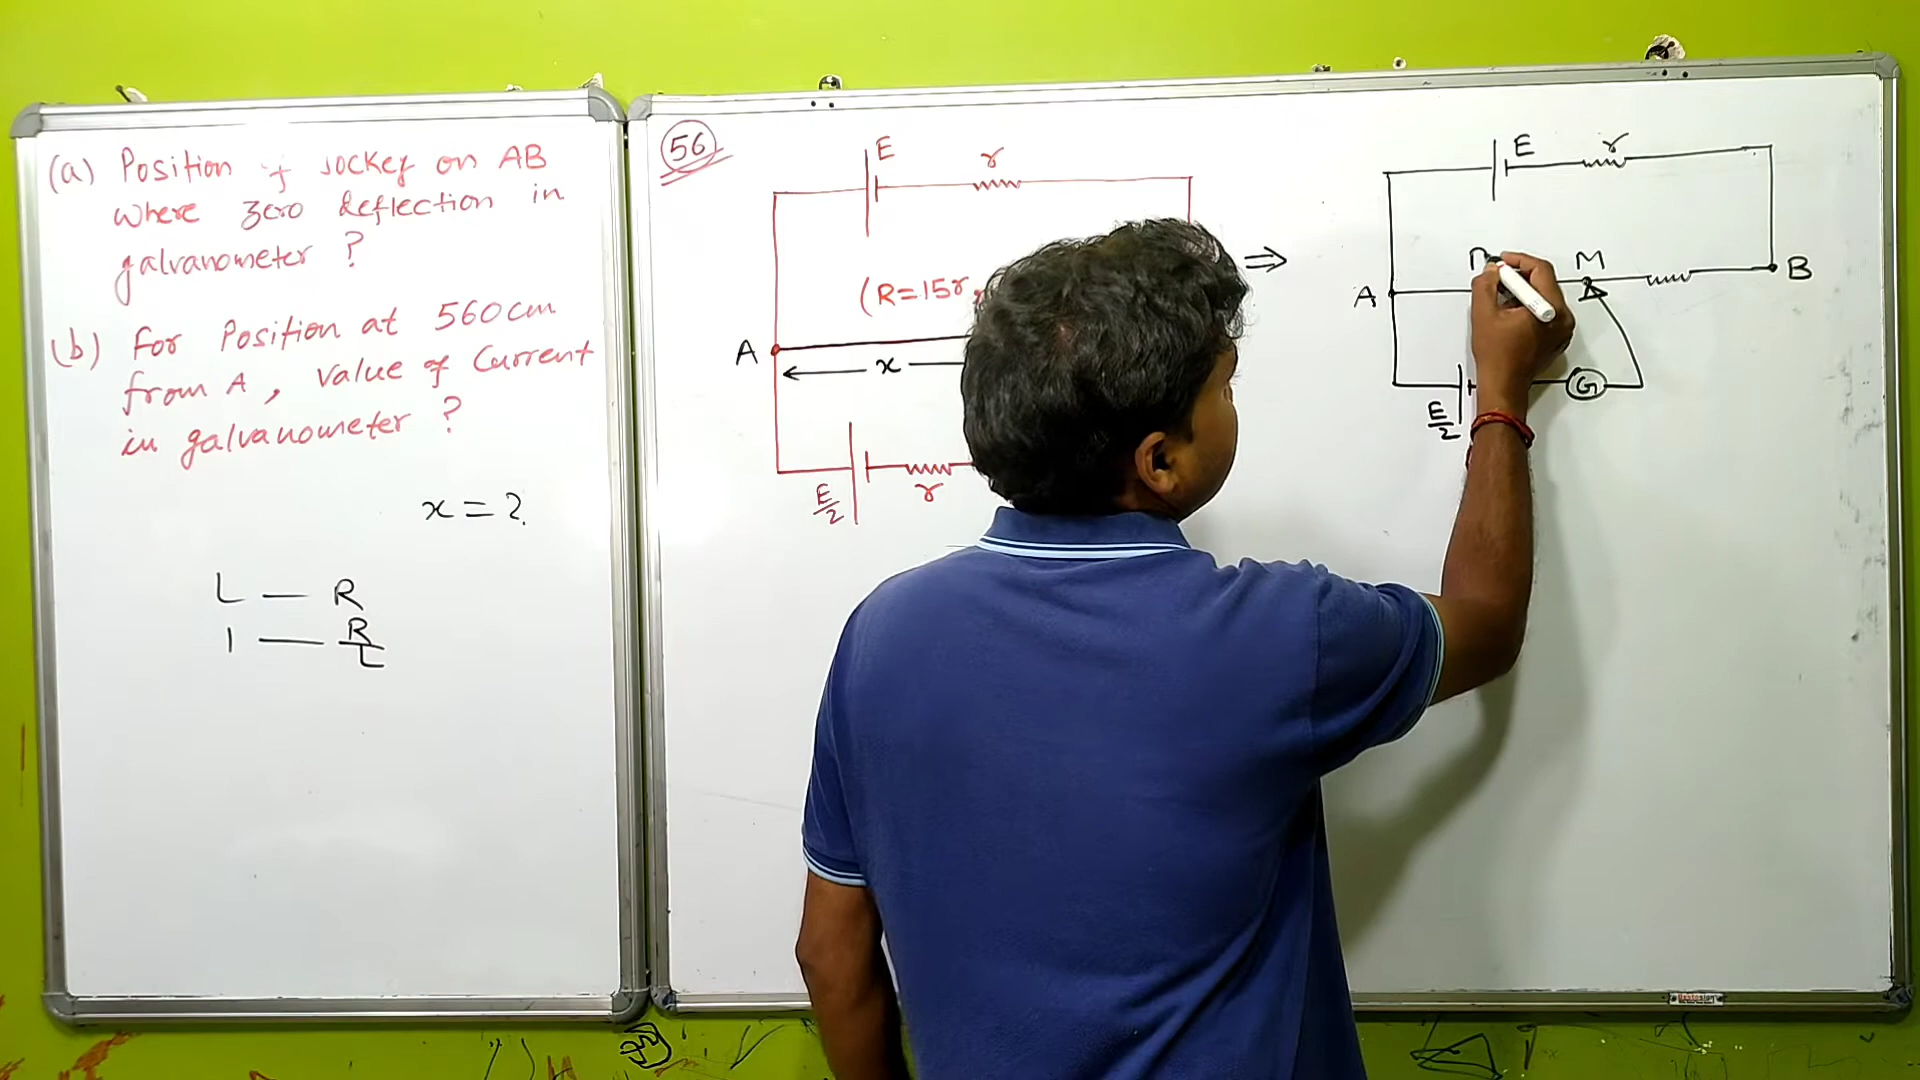 (a) Position of Jockey on AB
where zero deflection in
galvanometer ?
(b) For Position at 560cm
from A, value of Current
in galvanometer ?
x = ?
L — R
1 — R/L
56
E
r
(R=15r,
A
x
E/2
r
⇒
E
r
M
A
B
G
E/2